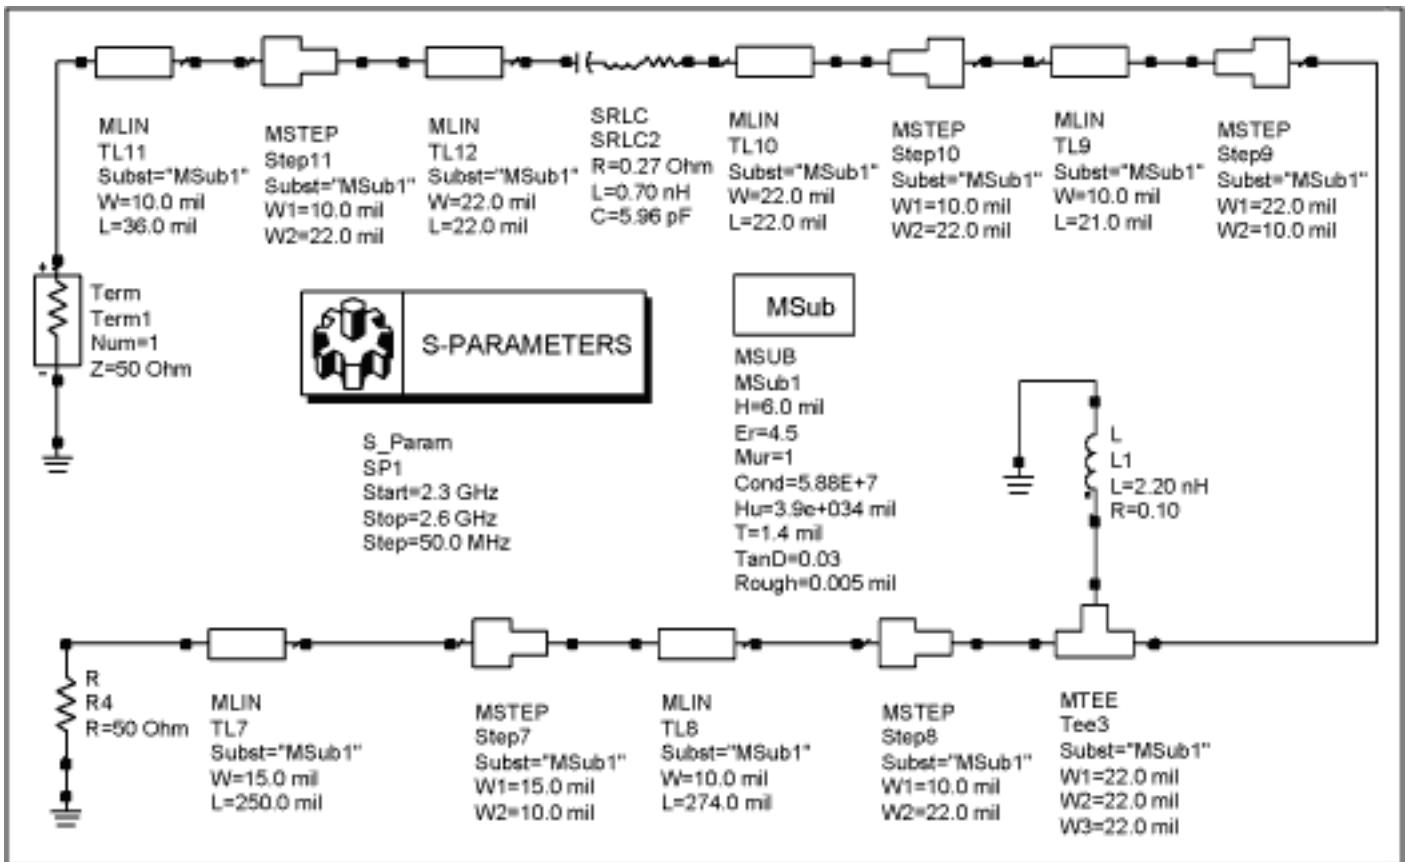 MLIN
TL11
Subst="MSub1"
W=10.0 mil
L=36.0 mil
MSTEP
Step11
Subst="MSub1"
W1=10.0 mil
W2=22.0 mil
MLIN
TL12
Subst="MSub1"
W=22.0 mil
L=22.0 mil
SRLC
SRLC2
R=0.27 Ohm
L=0.70 nH
C=5.96 pF
MLIN
TL10
Subst="MSub1"
W=22.0 mil
L=22.0 mil
MSTEP
Step10
Subst="MSub1"
W1=10.0 mil
W2=22.0 mil
MLIN
TL9
Subst="MSub1"
W=10.0 mil
L=21.0 mil
MSTEP
Step9
Subst="MSub1"
W1=22.0 mil
W2=10.0 mil
+
Term
Term1
Num=1
Z=50 Ohm
-
S-PARAMETERS
S_Param
SP1
Start=2.3 GHz
Stop=2.6 GHz
Step=50.0 MHz
MSub
MSUB
MSub1
H=6.0 mil
Er=4.5
Mur=1
Cond=5.88E+7
Hu=3.9e+034 mil
T=1.4 mil
TanD=0.03
Rough=0.005 mil
L
L1
L=2.20 nH
R=0.10
R
R4
R=50 Ohm
MLIN
TL7
Subst="MSub1"
W=15.0 mil
L=250.0 mil
MSTEP
Step7
Subst="MSub1"
W1=15.0 mil
W2=10.0 mil
MLIN
TL8
Subst="MSub1"
W=10.0 mil
L=274.0 mil
MSTEP
Step8
Subst="MSub1"
W1=10.0 mil
W2=22.0 mil
MTEE
Tee3
Subst="MSub1"
W1=22.0 mil
W2=22.0 mil
W3=22.0 mil